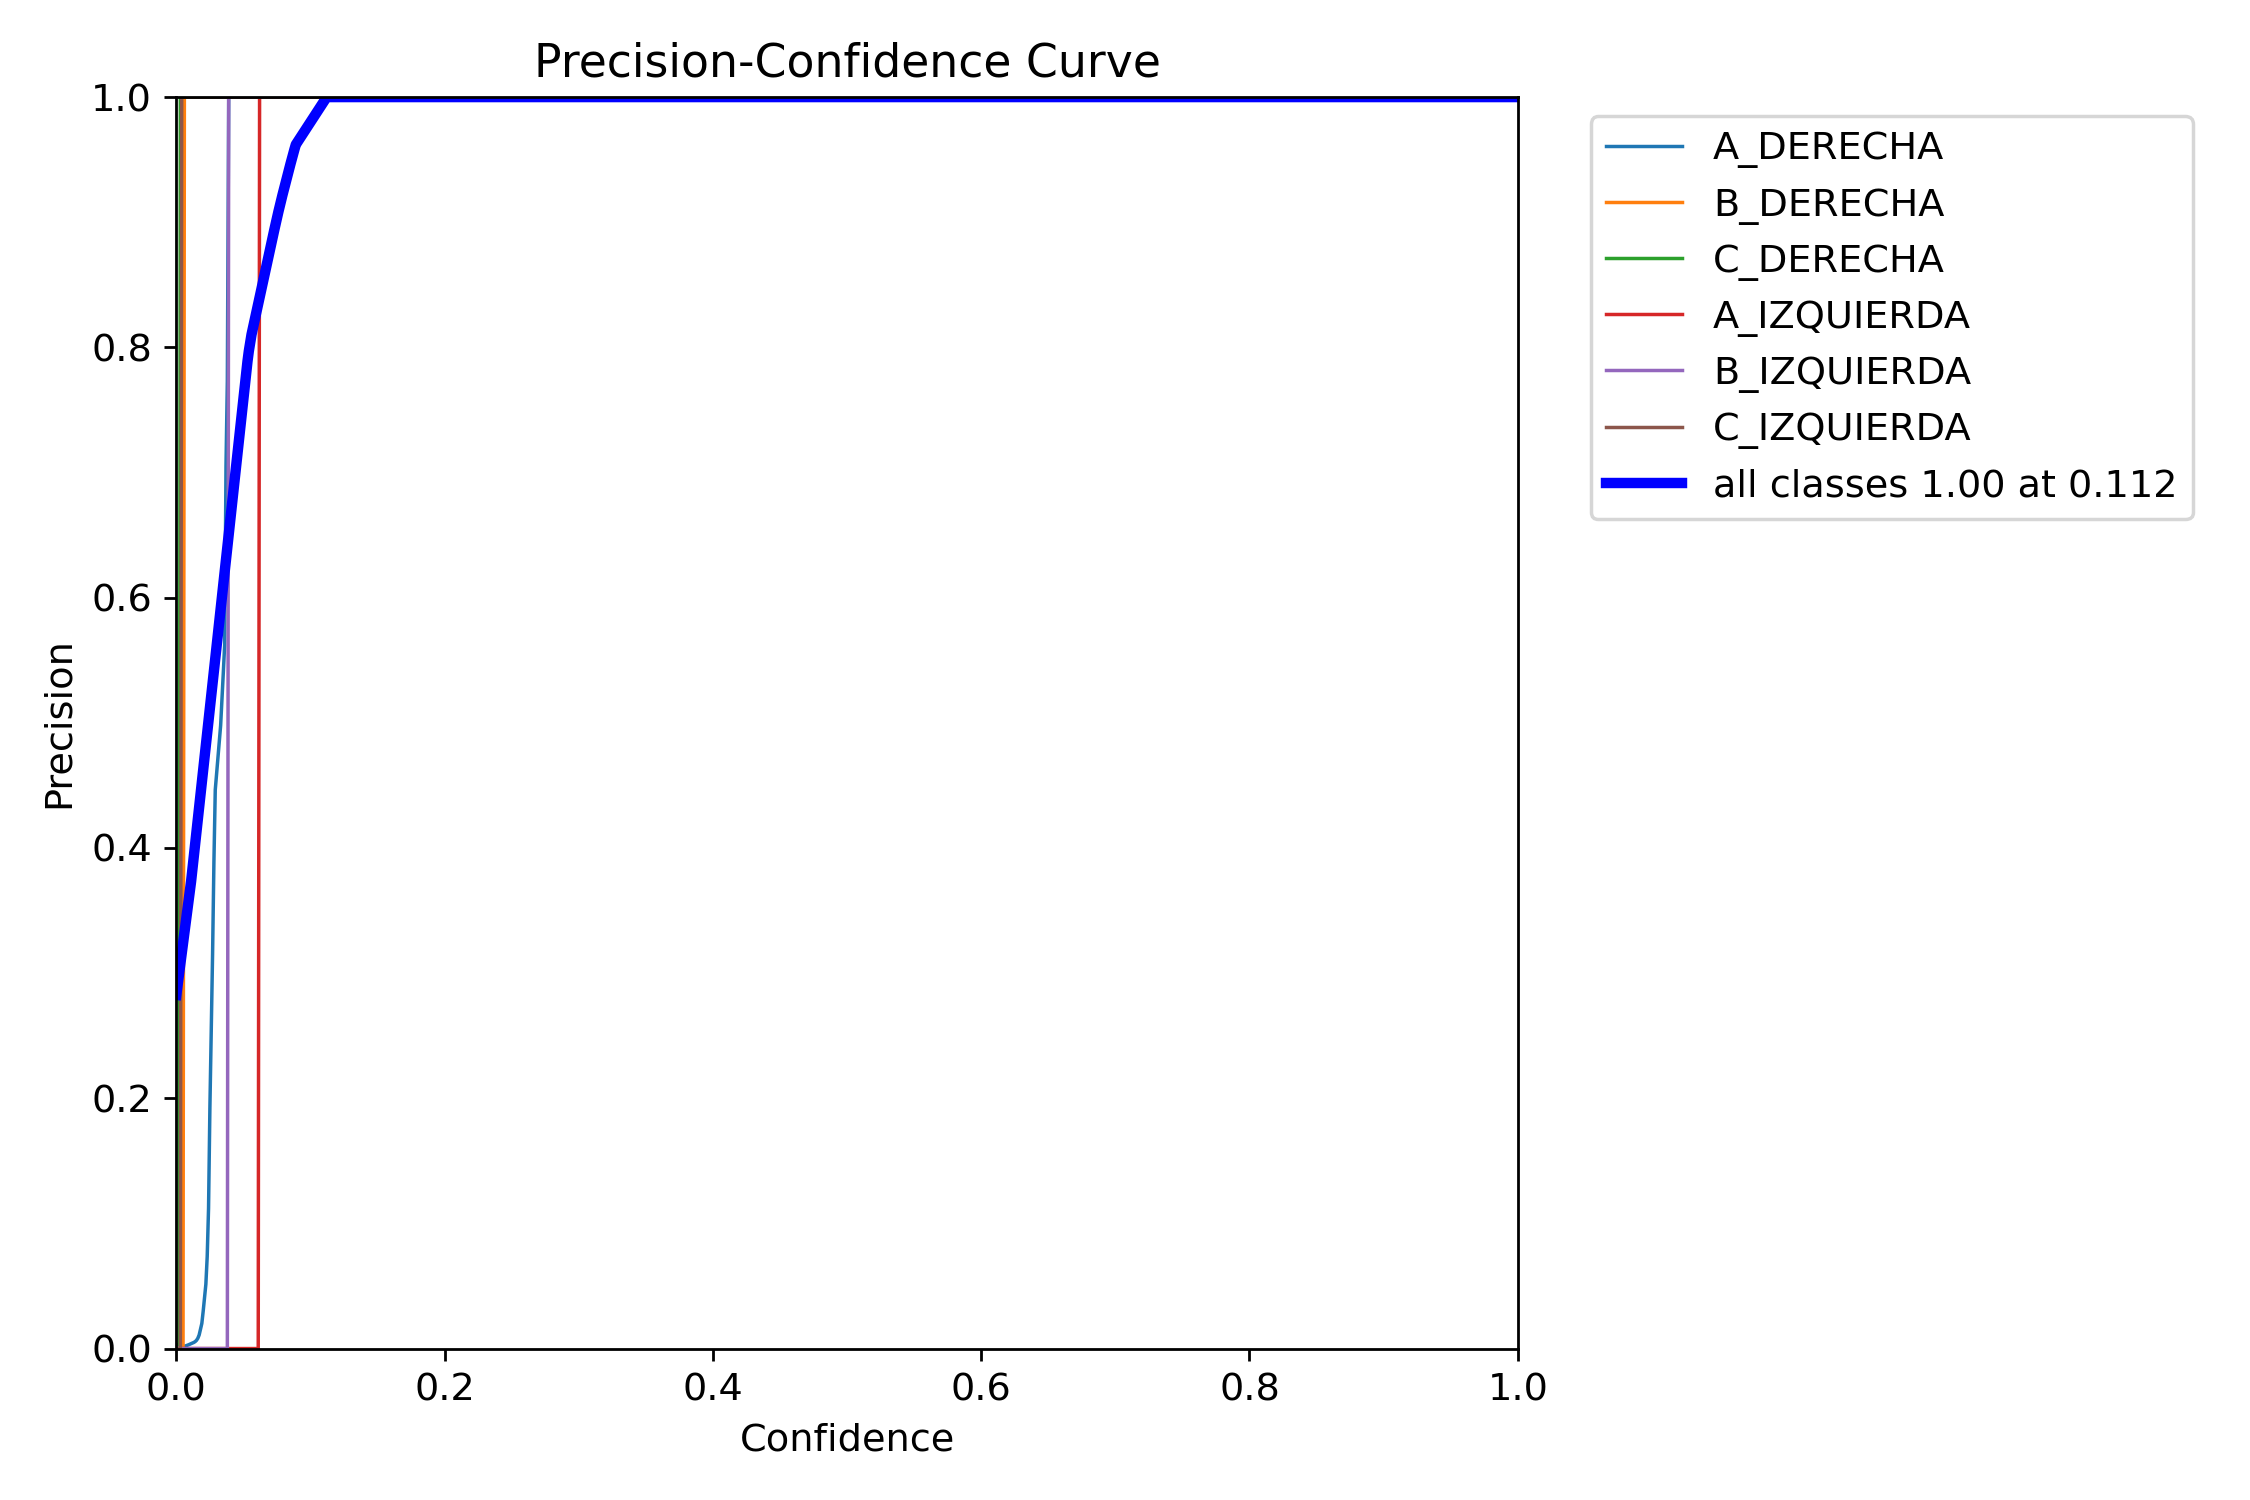 Precision-Confidence Curve
1.0
0.8
0.6
0.4
0.2
0.0
Precision
0.0 0.2 0.4 0.6 0.8 1.0
Confidence
A_DERECHA
B_DERECHA
C_DERECHA
A_IZQUIERDA
B_IZQUIERDA
C_IZQUIERDA
all classes 1.00 at 0.112